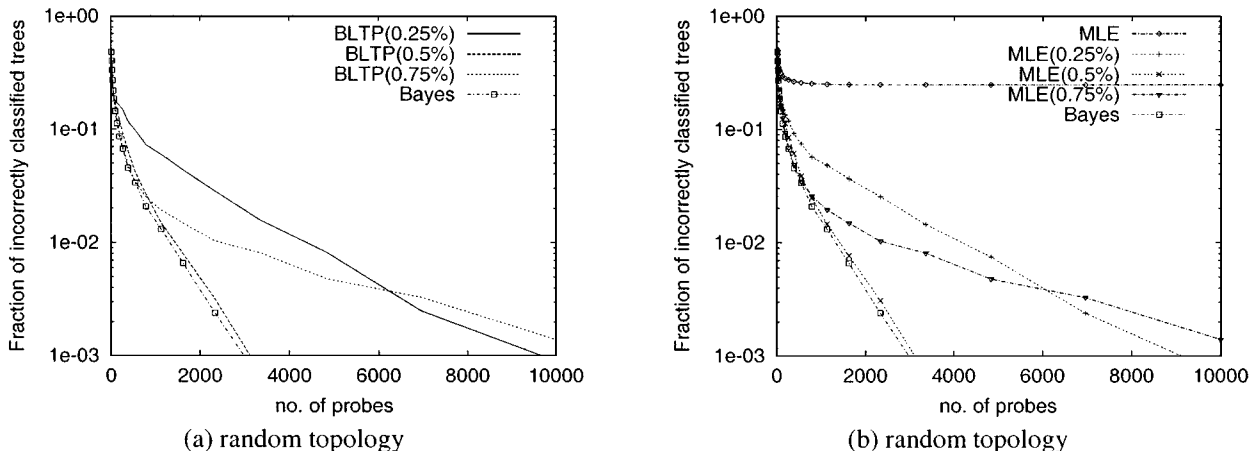 Fraction of incorrectly classified trees
1e+00
1e-01
1e-02
1e-03
BLTP(0.25%)
BLTP(0.5%)
BLTP(0.75%)
Bayes
0 2000 4000 6000 8000 10000
no. of probes
(a) random topology
Fraction of incorrectly classified trees
1e+00
1e-01
1e-02
1e-03
MLE
MLE(0.25%)
MLE(0.5%)
MLE(0.75%)
Bayes
0 2000 4000 6000 8000 10000
no. of probes
(b) random topology